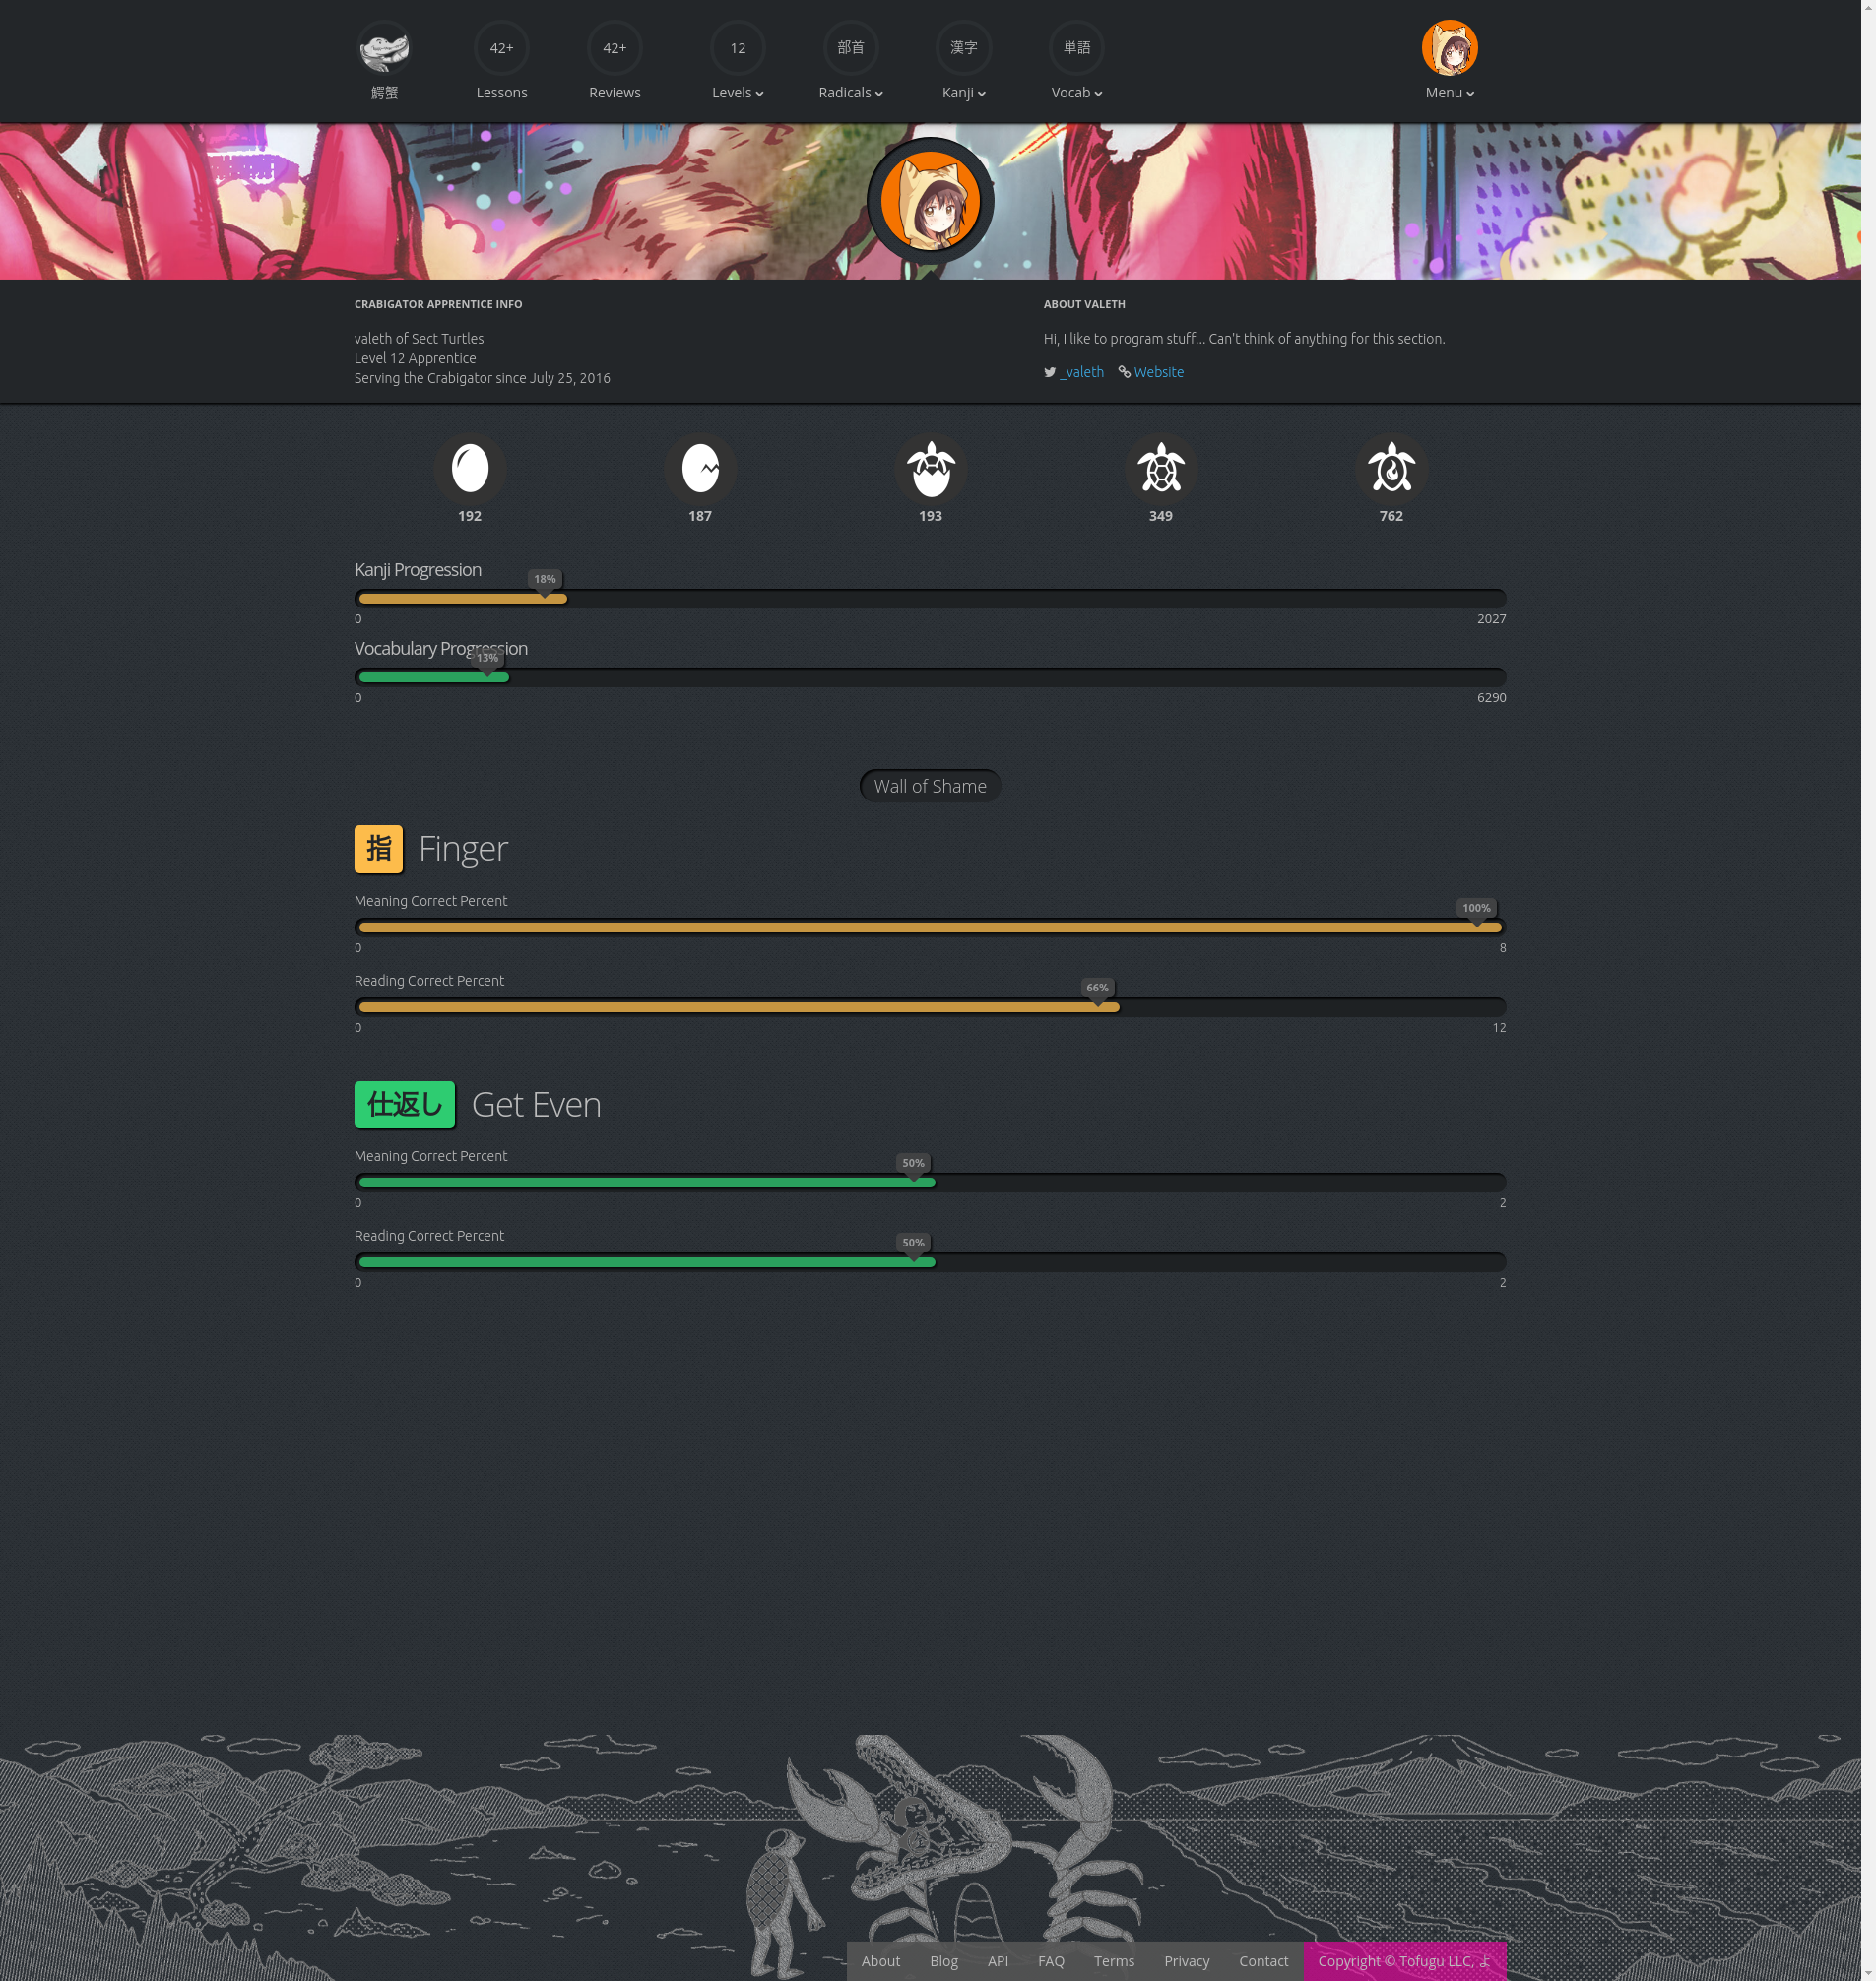 42+
42+
12
部首
漢字
単語
鰐蟹
Lessons
Reviews
Levels
Radicals
Kanji
Vocab
Menu
CRABIGATOR APPRENTICE INFO
valeth of Sect Turtles
Level 12 Apprentice
Serving the Crabigator since July 25, 2016
ABOUT VALETH
Hi, I like to program stuff... Can't think of anything for this section.
_valeth Website
192
187
193
349
762
Kanji Progression
18%
0
2027
Vocabulary Progression
13%
0
6290
Wall of Shame
指 Finger
Meaning Correct Percent
100%
0
8
Reading Correct Percent
66%
0
12
仕返し Get Even
Meaning Correct Percent
50%
0
2
Reading Correct Percent
50%
0
2
About Blog API FAQ Terms Privacy Contact Copyright © Tofugu LLC, よ